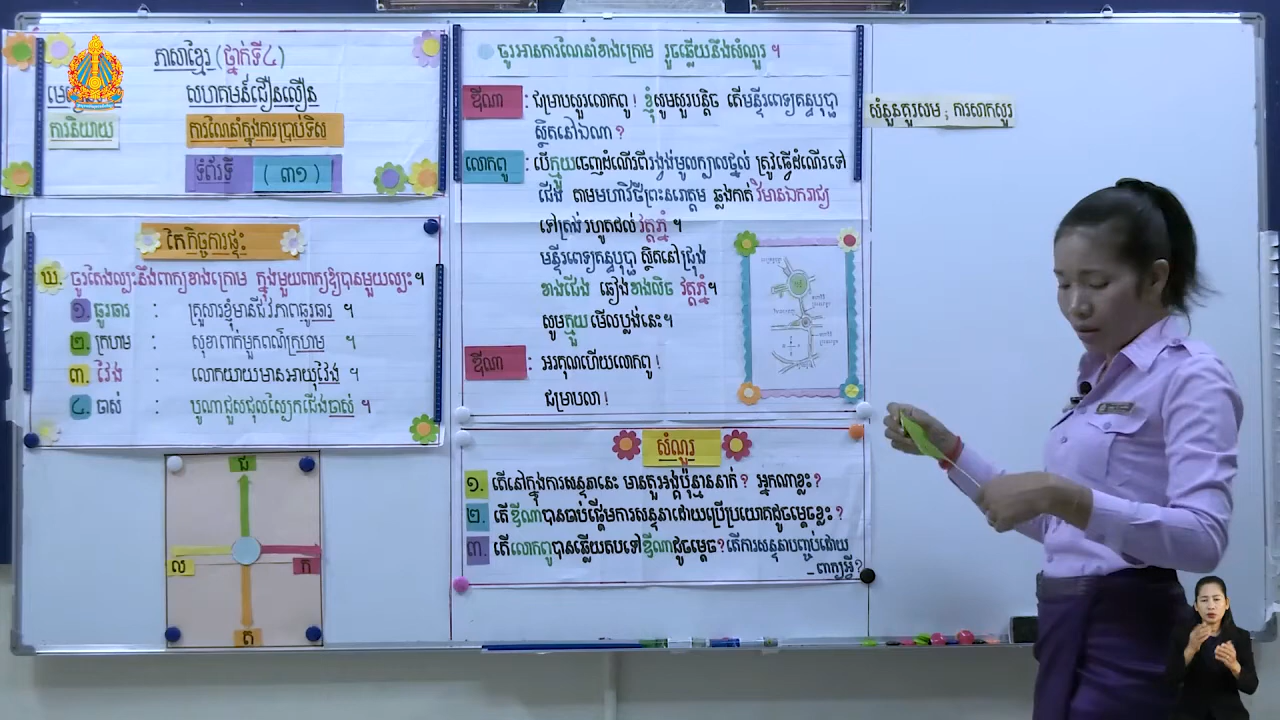 ភាសាខ្មែរ (ថ្នាក់ទី៤)
សហគមន៍ជឿនលឿន
ការនិយាយ
ការណែនាំក្នុងការប្រាប់ទិស
ទំព័រទី (៣១)
កែកិច្ចការផ្ទះ
ឃ. ចូរតែងល្បះនឹងពាក្យខាងក្រោម ក្នុងមួយពាក្យឱ្យបានមួយល្បះ។
១. ធូរធារ : គ្រួសារខ្ញុំមានជីវភាពធូរធារ ។
២. ក្រហម : សុខាពាក់មួកពណ៌ក្រហម ។
៣. វែង : លោកយាយមានអាយុវែង ។
៤. ចាស់ : បូណាជួសជុលស្បែកជើងចាស់ ។
ជ
ល
ក
ត
ចូរអានការណែនាំខាងក្រោម រួចឆ្លើយនឹងសំណួរ ។
ឌីណា : ជម្រាបសួរលោកពូ ! ខ្ញុំសូមសួរបន្តិច តើមន្ទីរពេទ្យគន្ធបុប្ផា
ស្ថិតនៅឯណា ?
លោកពូ : បើក្មួយចេញដំណើរពីរង្វង់មូលក្បាលថ្នល់ ត្រូវធ្វើដំណើរទៅ
ជើង តាមមហាវិថីព្រះនរោត្តម ឆ្លងកាត់ វិមានឯករាជ្យ
ទៅត្រង់ រហូតដល់ វត្តភ្នំ ។
មន្ទីរពេទ្យគន្ធបុប្ផា ស្ថិតនៅជ្រុង
ខាងជើង ឆៀងខាងលិច វត្តភ្នំ។
សូមក្មួយ មើលប្លង់នេះ។
ឌីណា : អរគុណហើយលោកពូ !
ជម្រាបលា !
សំណួរ
១. តើនៅក្នុងការសន្ទនានេះ មានតួអង្គប៉ុន្មាននាក់ ? អ្នកណាខ្លះ ?
២. តើឌីណាបានចាប់ផ្ដើមការសន្ទនាដោយប្រើប្រយោគដូចម្ដេចខ្លះ ?
៣. តើលោកពូបានឆ្លើយតបទៅឌីណាដូចម្ដេច ? តើការសន្ទនាបញ្ចប់ដោយ
ពាក្យអ្វី?
សំនួនគួរសម ; ការសាកសួរ